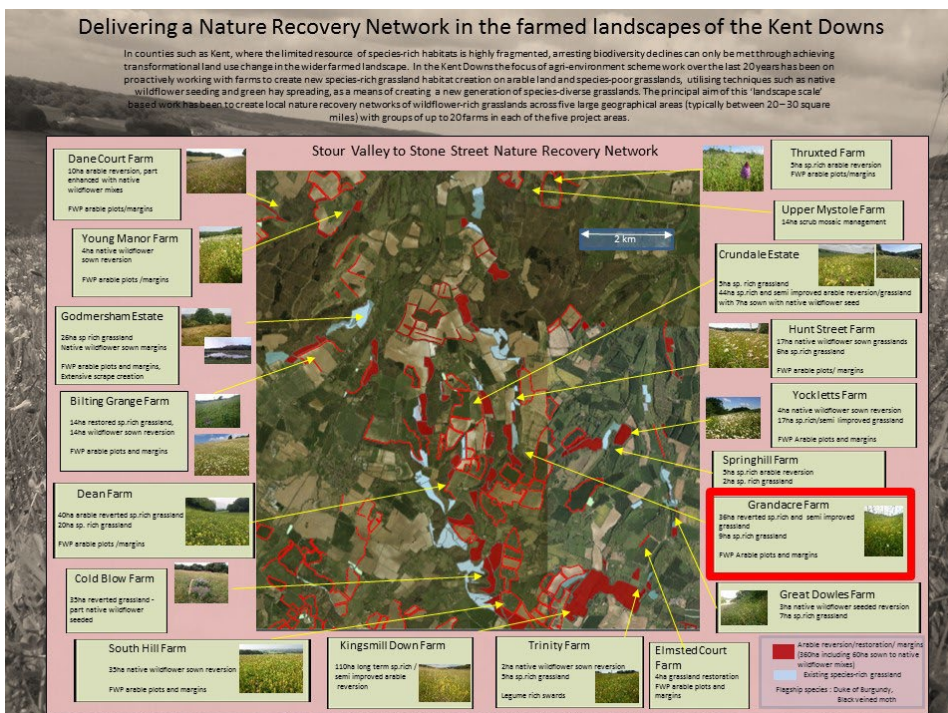 Delivering a Nature Recovery Network in the farmed landscapes of the Kent Downs
In counties such as Kent, where the limited resource of species-rich habitats is highly fragmented, arresting biodiversity declines can only be met through achieving
transformational land use change in the wider farmed landscape. In the Kent Downs the focus of agri-environment scheme work over the last 20 years has been on
proactively working with farms to create new species-rich grassland habitat creation on arable land and species-poor grasslands, utilising techniques such as native
wildflower seeding and green hay spreading, as a means of creating a new generation of species-diverse grasslands. The principal aim of this 'landscape scale'
based work has been to create local nature recovery networks of wildflower-rich grasslands across five large geographical areas (typically between 20 – 30 square
miles) with groups of up to 20 farms in each of the five project areas.
Stour Valley to Stone Street Nature Recovery Network
Dane Court Farm
10ha arable reversion, part
enhanced with native
wildflower mixes
FWP arable plots/margins
Young Manor Farm
4ha native wildflower
sown reversion
FWP arable plots /margins
Godmersham Estate
26ha sp rich grassland
Native wildflower sown margins
FWP arable plots and margins,
Extensive scrape creation
Bilting Grange Farm
14ha restored sp.rich grassland,
14ha wildflower sown reversion
FWP arable plots and margins
Dean Farm
40ha arable reverted sp.rich grassland
20ha sp. rich grassland
FWP arable plots /margins
Cold Blow Farm
35ha reverted grassland -
part native wildflower
seeded
South Hill Farm
35ha native wildflower sown reversion
FWP arable plots and margins
Kingsmill Down Farm
110ha long term sp.rich /
semi improved arable
reversion
Trinity Farm
2ha native wildflower sown reversion
5ha sp.rich grassland
Legume rich swards
Elmsted Court
Farm
4ha grassland restoration
FWP arable plots and
margins
2 km
Thruxted Farm
5ha sp.rich arable reversion
FWP arable plots/margins
Upper Mystole Farm
14ha scrub mosaic management
Crundale Estate
5ha sp. rich grassland
44ha sp.rich and semi improved arable reversion/grassland
with 7ha sown with native wildflower seed
Hunt Street Farm
17ha native wildflower sown grasslands
6ha sp.rich grassland
FWP arable plots/ margins
Yockletts Farm
4ha native wildflower sown reversion
17ha sp.rich/semi iimproved grassland
FWP Arable plots and margins
Springhill Farm
5ha sp.rich arable reversion
2ha sp. rich grassland
Grandacre Farm
36ha reverted sp.rich and semi improved
grassland
9ha sp.rich grassland
FWP Arable plots and margins
Great Dowles Farm
3ha native wildflower seeded reversion
7ha sp.rich grassland
Arable reversion/restoration/ margins
(360ha including 60ha sown to native
wildflower mixes)
Existing species-rich grassland
Flagship species : Duke of Burgundy,
Black veined moth